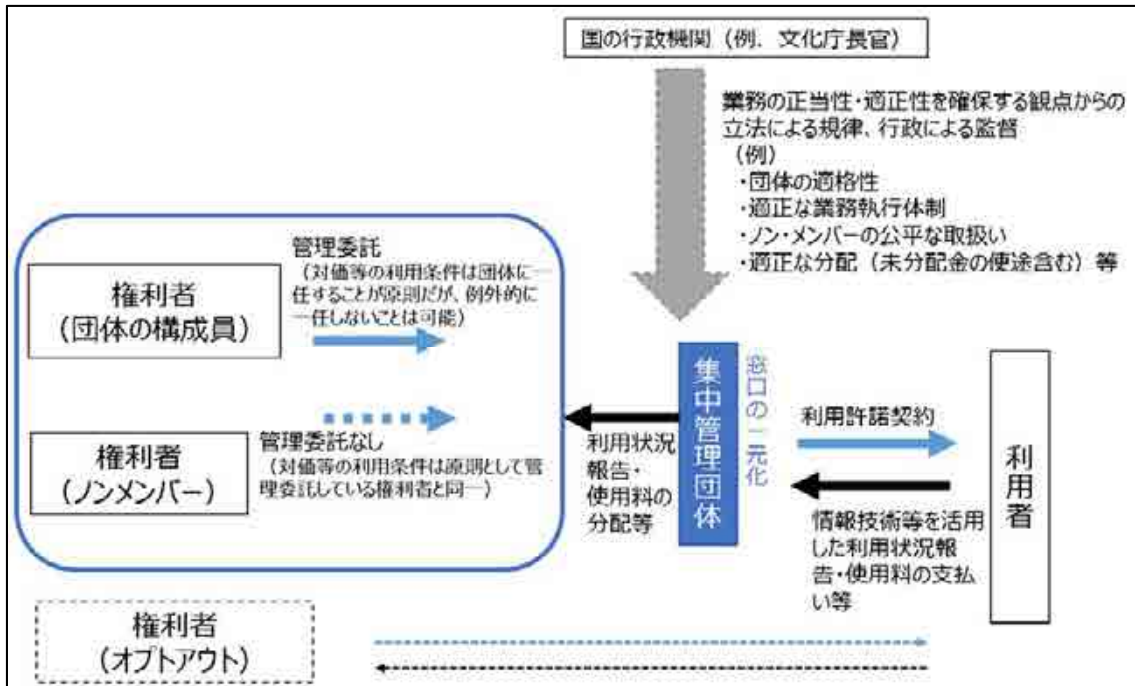 国の行政機関（例．文化庁長官）
業務の正当性・適正性を確保する観点からの
立法による規律、行政による監督
（例）
・団体の適格性
・適正な業務執行体制
・ノン・メンバーの公平な取扱い
・適正な分配（未分配金の使途含む）等
管理委託
（対価等の利用条件は団体に一
任することが原則だが、例外的に
一任しないことは可能）
権利者
（団体の構成員）
権利者
（ノンメンバー）
管理委託なし
（対価等の利用条件は原則として管
理委託している権利者と同一）
利用状況
報告・
使用料の
分配等
集中管理団体
窓口の一元化
利用許諾契約
情報技術等を活用
した利用状況報
告・使用料の支払
い等
利用者
権利者
（オプトアウト）